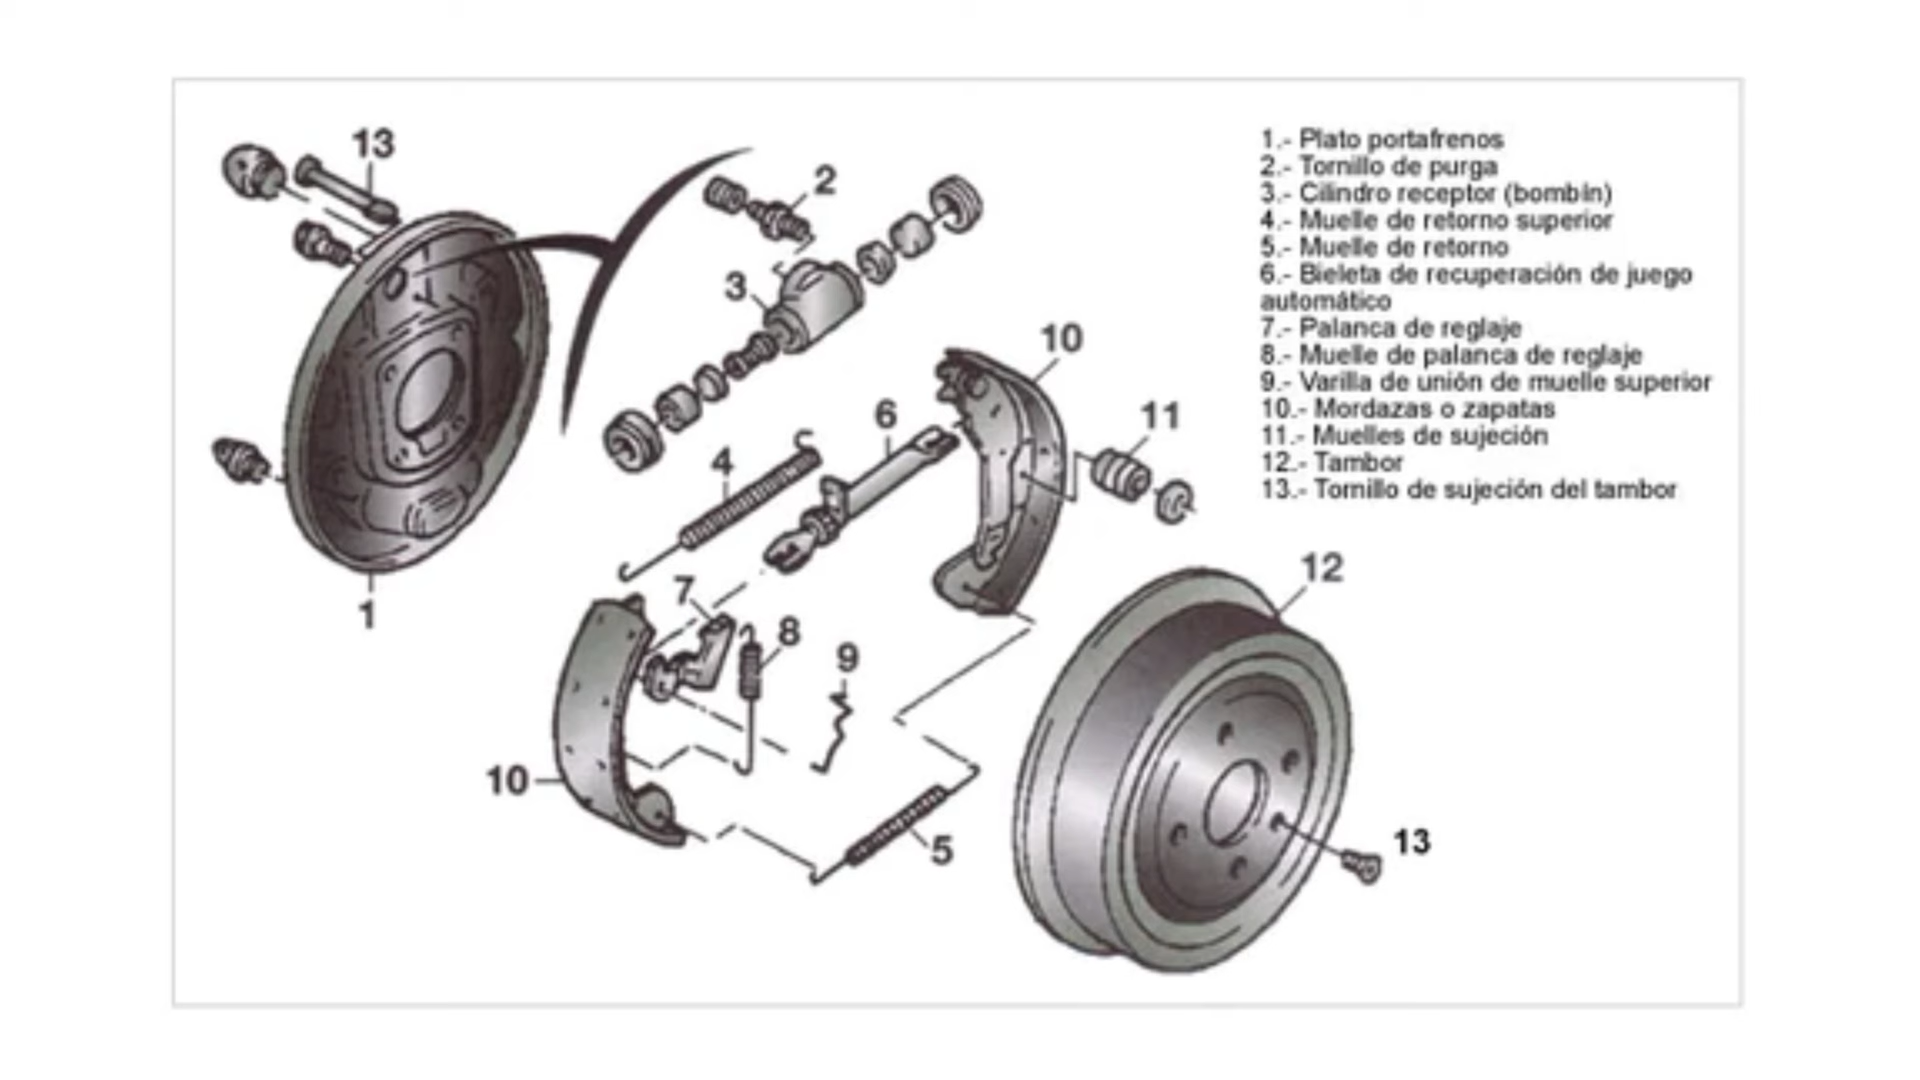 13
2
3
10
11
6
4
1
7
8
9
12
10
5
13
1.- Plato portafrenos
2.- Tornillo de purga
3.- Cilindro receptor (bombín)
4.- Muelle de retorno superior
5.- Muelle de retorno
6.- Bieleta de recuperación de juego
automático
7.- Palanca de reglaje
8.- Muelle de palanca de reglaje
9.- Varilla de unión de muelle superior
10.- Mordazas o zapatas
11.- Muelles de sujeción
12.- Tambor
13.- Tornillo de sujeción del tambor